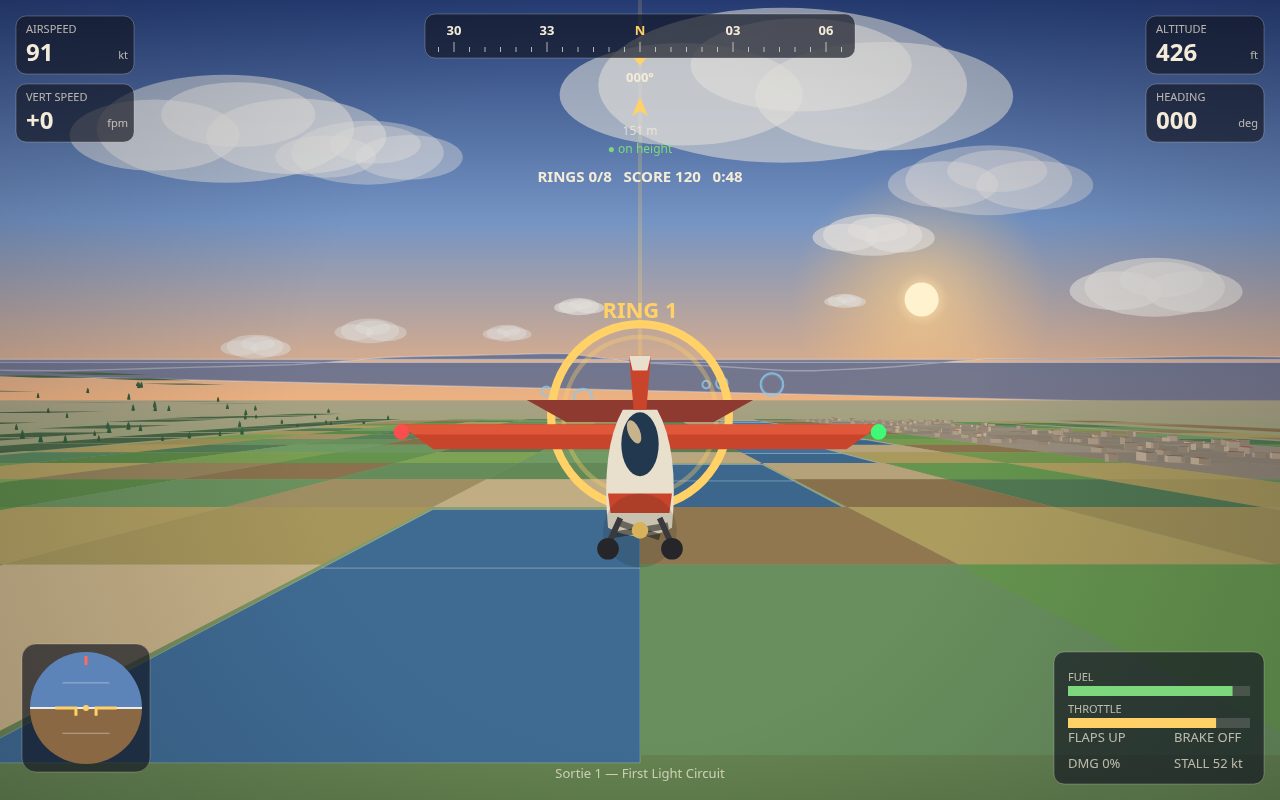 AIRSPEED
91 kt
VERT SPEED
+0 fpm
30 33 N 03 06
000°
151 m
● on height
RINGS 0/8 SCORE 120 0:48
ALTITUDE
426 ft
HEADING
000 deg
RING 1
FUEL
THROTTLE
FLAPS UP BRAKE OFF
DMG 0% STALL 52 kt
Sortie 1 — First Light Circuit